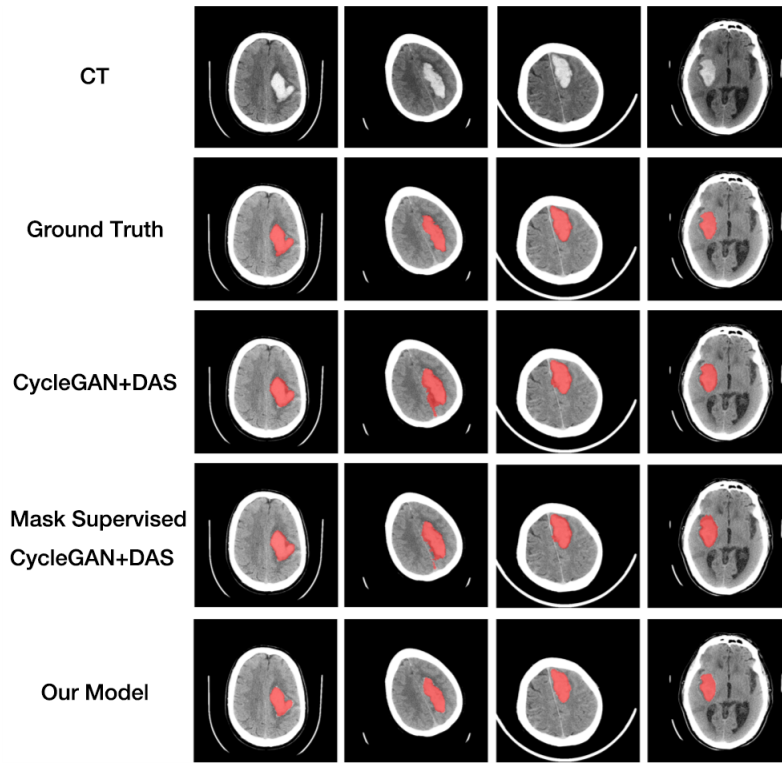 CT
Ground Truth
CycleGAN+DAS
Mask Supervised
CycleGAN+DAS
Our Model